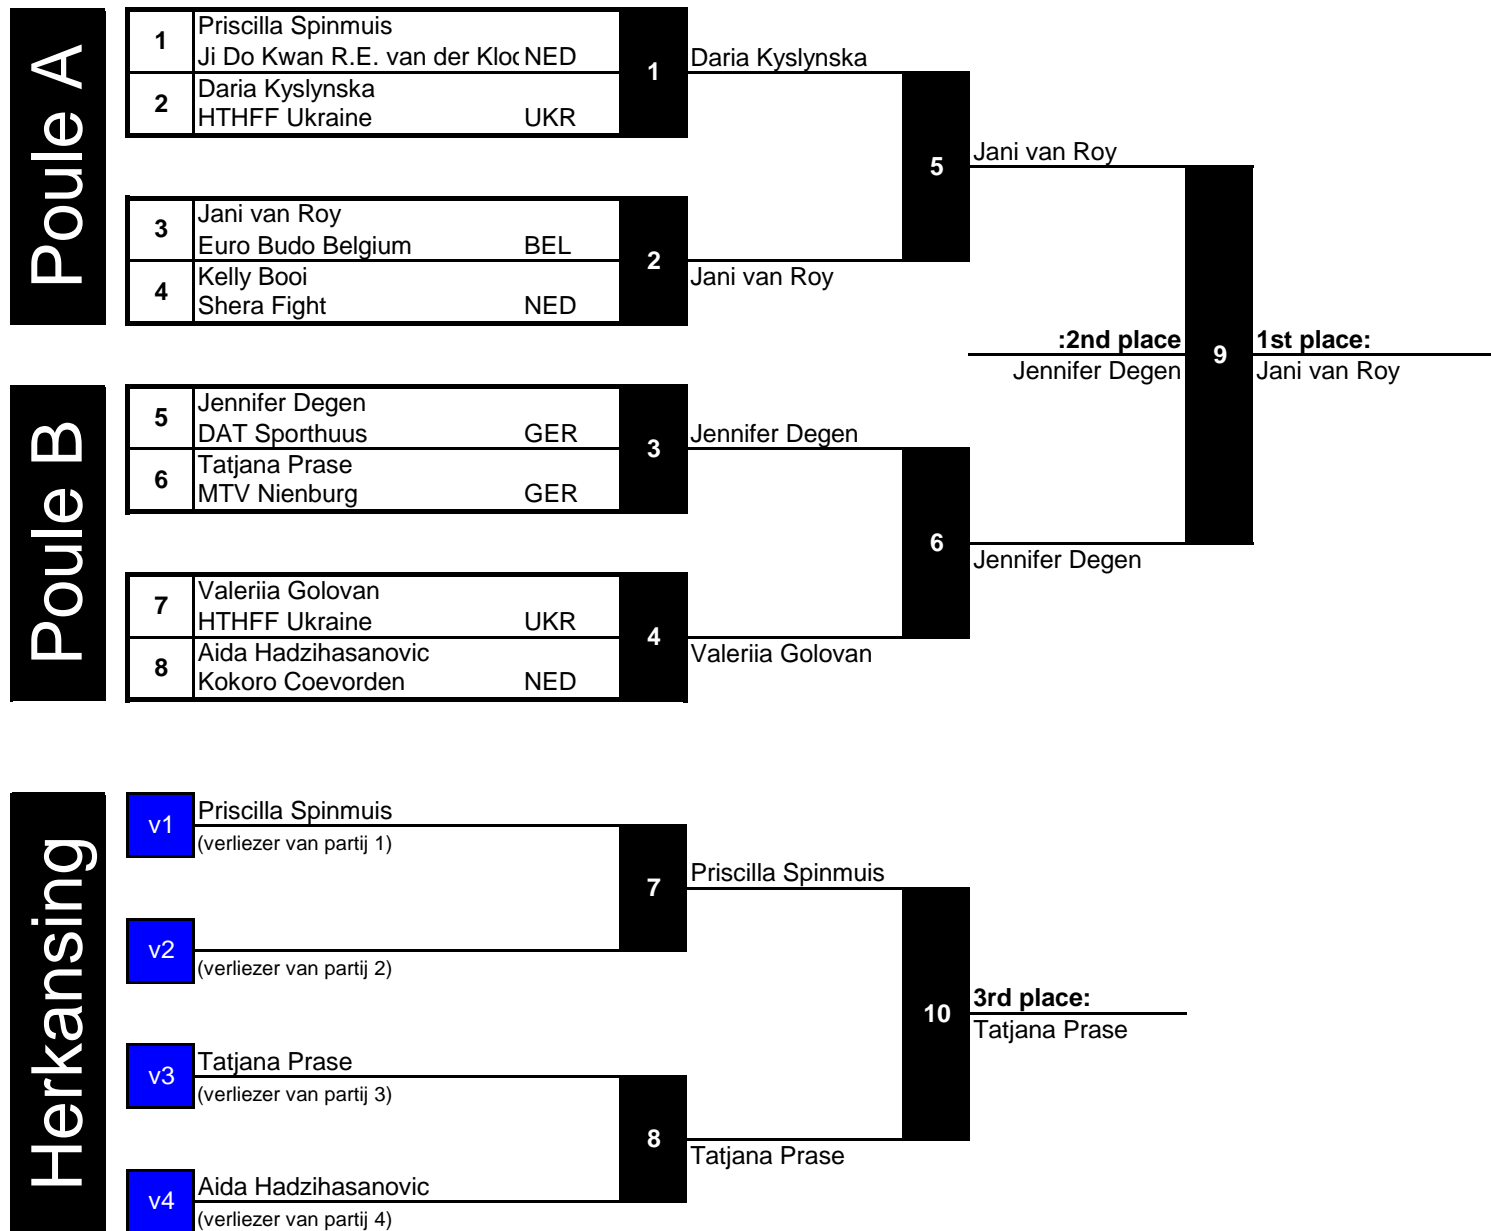 Poule A
1
Priscilla Spinmuis
Ji Do Kwan R.E. van der Kloo NED
2
Daria Kyslynska
HTHFF Ukraine UKR
1
Daria Kyslynska
3
Jani van Roy
Euro Budo Belgium BEL
4
Kelly Booi
Shera Fight NED
2
Jani van Roy
5
Jani van Roy
Poule B
5
Jennifer Degen
DAT Sporthuus GER
6
Tatjana Prase
MTV Nienburg GER
3
Jennifer Degen
7
Valeriia Golovan
HTHFF Ukraine UKR
8
Aida Hadzihasanovic
Kokoro Coevorden NED
4
Valeriia Golovan
6
Jennifer Degen
:2nd place
Jennifer Degen
9
1st place:
Jani van Roy
Herkansing
v1
Priscilla Spinmuis
(verliezer van partij 1)
v2
(verliezer van partij 2)
7
Priscilla Spinmuis
v3
Tatjana Prase
(verliezer van partij 3)
v4
Aida Hadzihasanovic
(verliezer van partij 4)
8
Tatjana Prase
10
3rd place:
Tatjana Prase